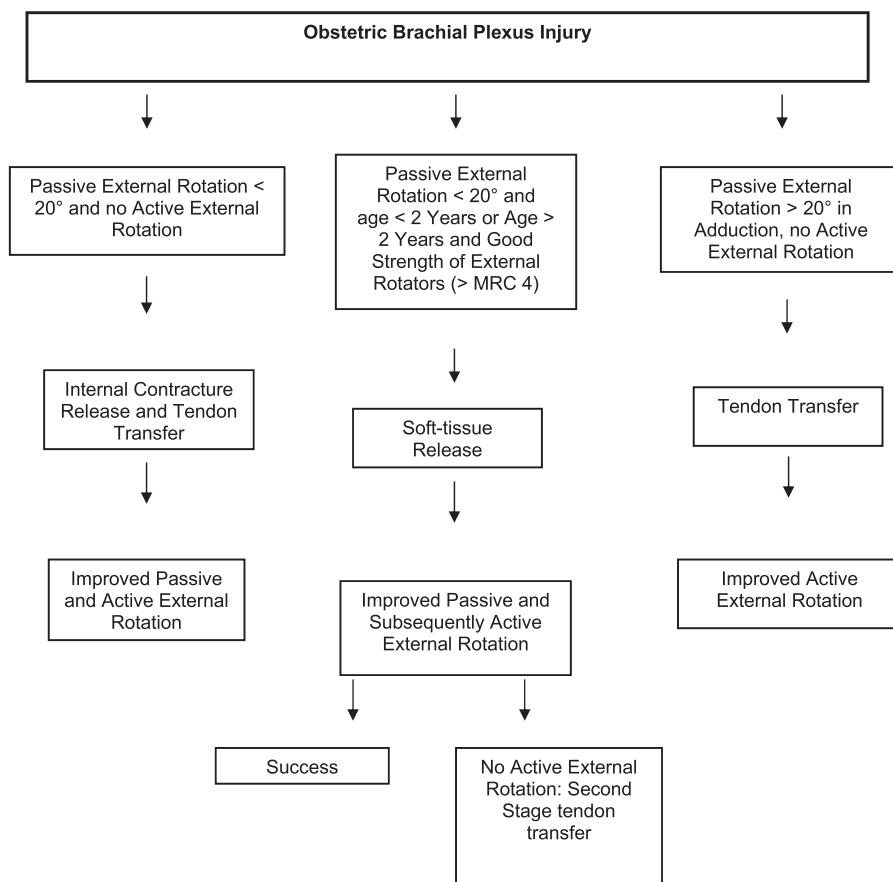 Obstetric Brachial Plexus Injury
Passive External Rotation <
20° and no Active External
Rotation
Passive External
Rotation < 20° and
age < 2 Years or Age >
2 Years and Good
Strength of External
Rotators (> MRC 4)
Passive External
Rotation > 20° in
Adduction, no Active
External Rotation
Internal Contracture
Release and Tendon
Transfer
Soft-tissue
Release
Tendon Transfer
Improved Passive
and Active External
Rotation
Improved Passive and
Subsequently Active
External Rotation
Improved Active
External Rotation
Success
No Active External
Rotation: Second
Stage tendon
transfer